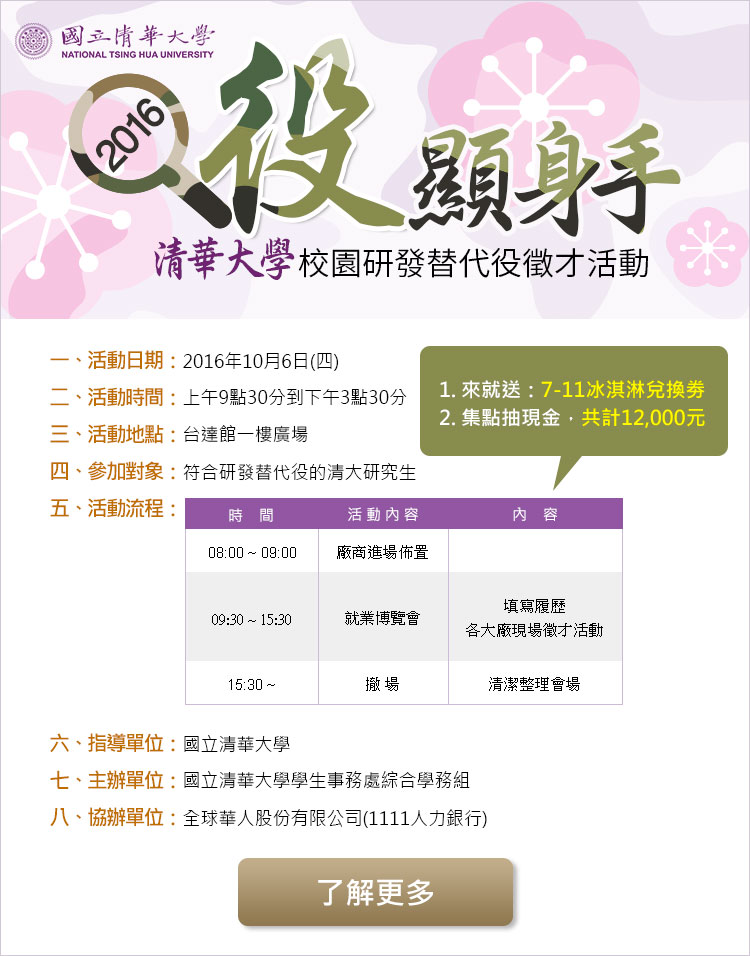 國立清華大學
NATIONAL TSING HUA UNIVERSITY
2016
役顯身手
清華大學校園研發替代役徵才活動
一、活動日期：2016年10月6日(四)
二、活動時間：上午9點30分到下午3點30分
三、活動地點：台達館一樓廣場
四、參加對象：符合研發替代役的清大研究生
1. 來就送：7-11冰淇淋兌換券
2. 集點抽現金，共計12,000元
五、活動流程：
時 間 活動內容 內 容
08:00 ~ 09:00 廠商進場佈置
09:30 ~ 15:30 就業博覽會 填寫履歷
各大廠現場徵才活動
15:30 ~ 撤 場 清潔整理會場
六、指導單位：國立清華大學
七、主辦單位：國立清華大學學生事務處綜合學務組
八、協辦單位：全球華人股份有限公司(1111人力銀行)
了解更多